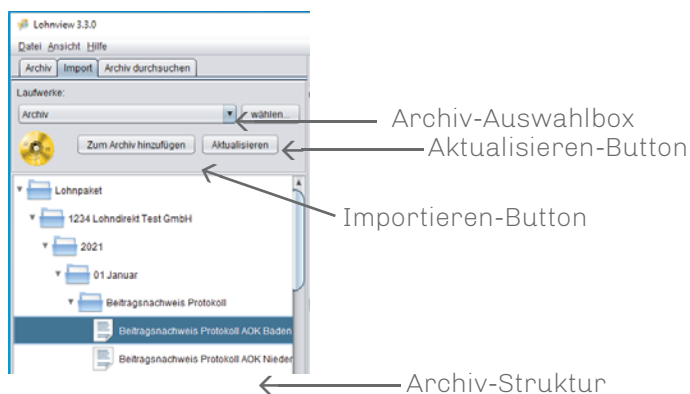 Lohnview 3.3.0
Datei Ansicht Hilfe
Archiv Import Archiv durchsuchen
Laufwerke:
Archiv wählen...
Archiv-Auswahlbox
Zum Archiv hinzufügen Aktualisieren
Aktualisieren-Button
Lohnpaket
1234 Lohndirekt Test GmbH
Importieren-Button
2021
01 Januar
Beitragsnachweis Protokoll
Beitragsnachweis Protokoll AOK Baden
Beitragsnachweis Protokoll AOK Nieder
Archiv-Struktur